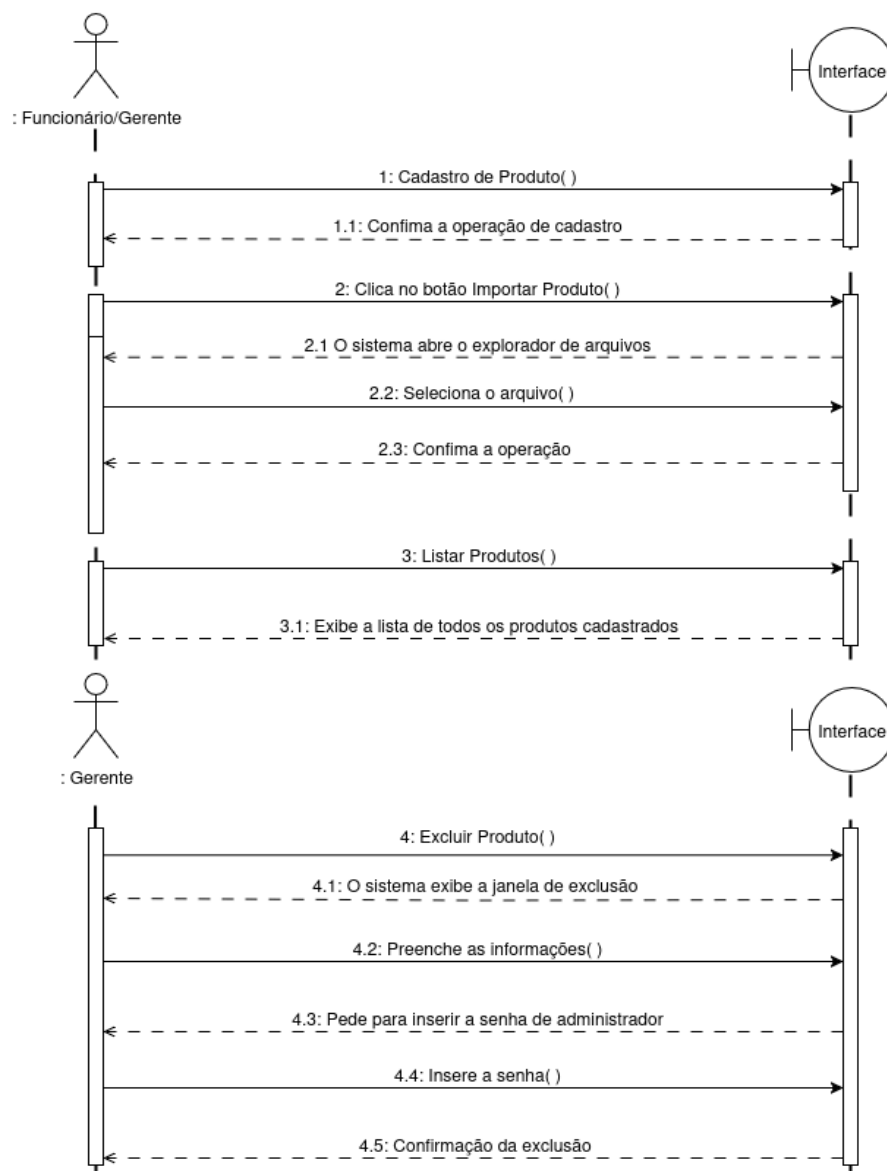 Interface
: Funcionário/Gerente
1: Cadastro de Produto( )
1.1: Confima a operação de cadastro
2: Clica no botão Importar Produto( )
2.1 O sistema abre o explorador de arquivos
2.2: Seleciona o arquivo( )
2.3: Confima a operação
3: Listar Produtos( )
3.1: Exibe a lista de todos os produtos cadastrados
Interface
: Gerente
4: Excluir Produto( )
4.1: O sistema exibe a janela de exclusão
4.2: Preenche as informações( )
4.3: Pede para inserir a senha de administrador
4.4: Insere a senha( )
4.5: Confirmação da exclusão